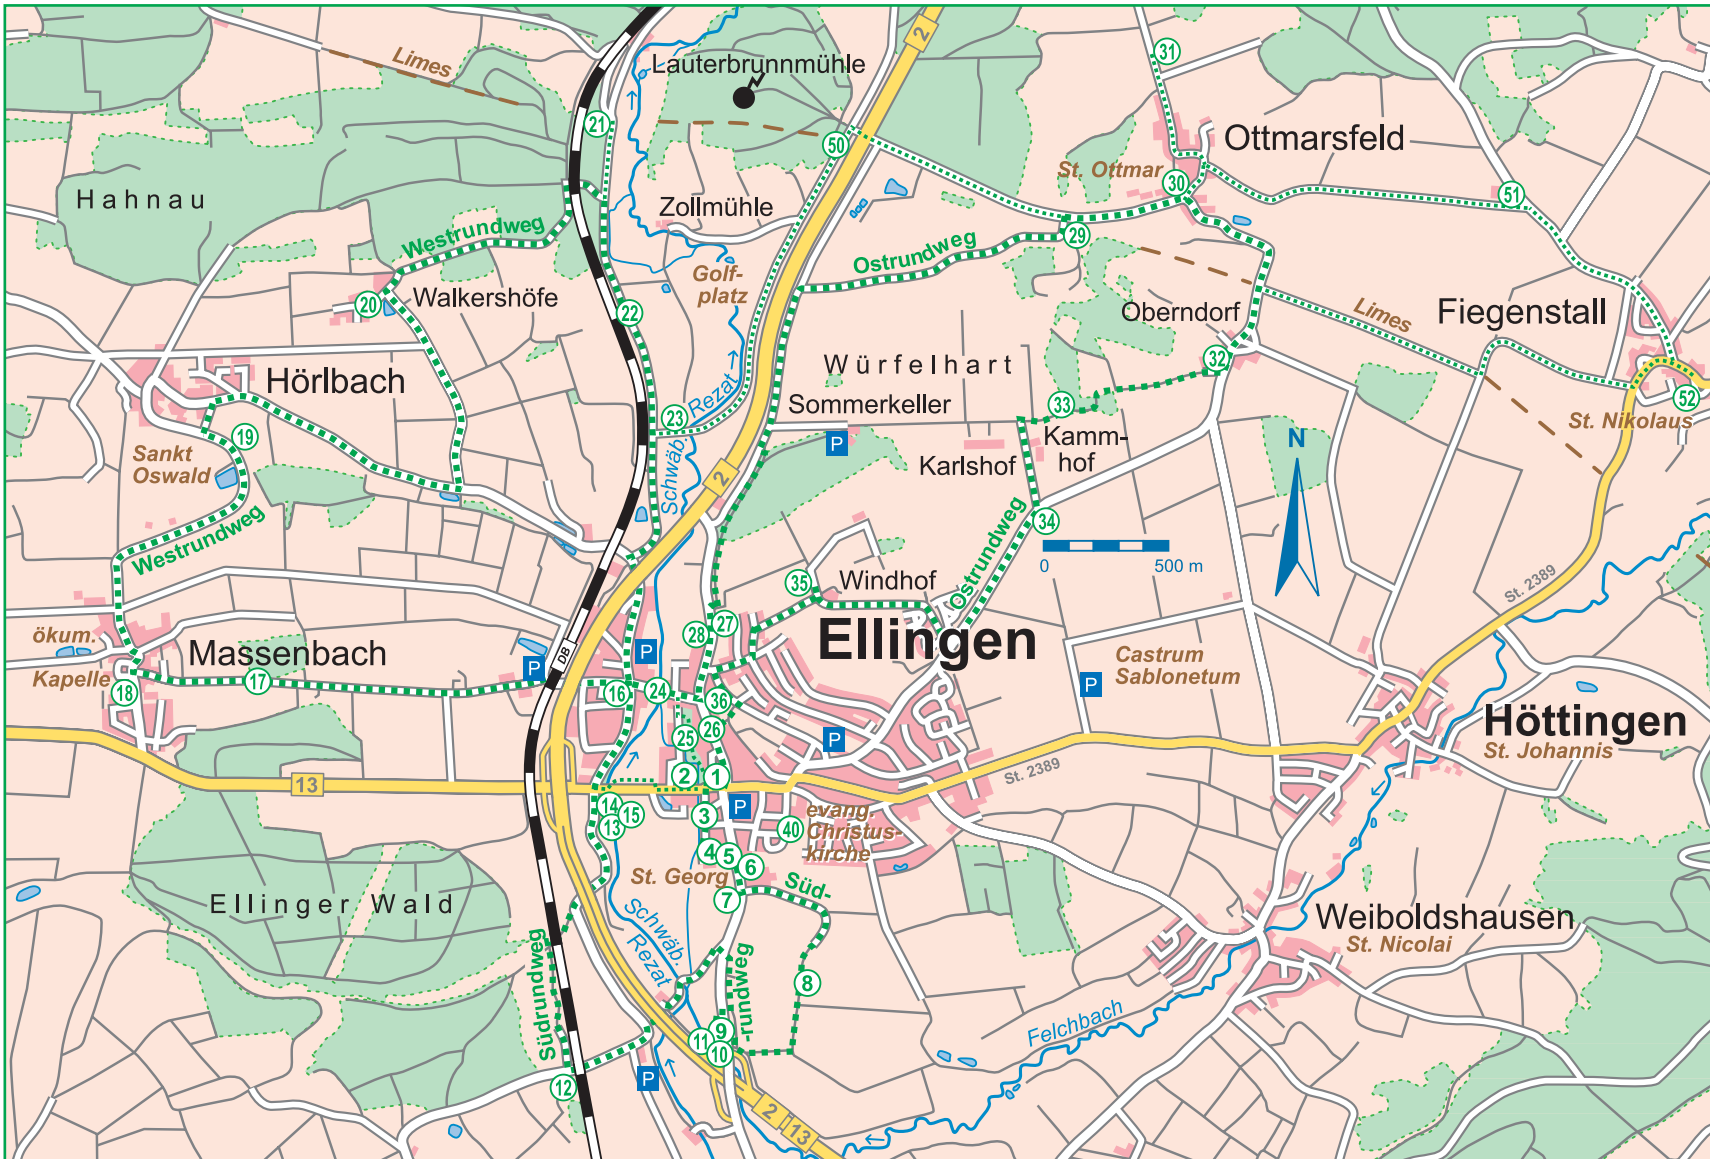 2
Limes
Lauterbrunnmühle
31
21
50
Ottmarsfeld
St. Ottmar
30
51
Hahnau
Zollmühle
Westrundweg
29
Ostrundweg
Golf-
platz
20
Walkershöfe
22
Oberndorf
Limes
Fiegenstall
32
Würfelhart
Hörlbach
Rezat
Sommerkeller
33
52
23
St. Nikolaus
19
P
Kamm-
hof
N
Sankt
Oswald
Karlshof
Schwäb.
2
34
Westrundweg
Ostrundweg
0
500 m
35
Windhof
St. 2389
ökum.
Kapelle
28
27
Ellingen
Massenbach
DB
P
P
Castrum
Sablonetum
P
18
17
16
24
36
26
25
P
Höttingen
St. Johannis
13
2
1
St. 2389
14
15
13
3
P
40
evang.
Christus-
kirche
4
5
6
St. Georg
7
Süd-
Ellinger Wald
Schwäb.
Rezat
Weiboldshausen
St. Nicolai
Südrundweg
-rundweg
8
9
11
10
Felchbach
12
P
2
13